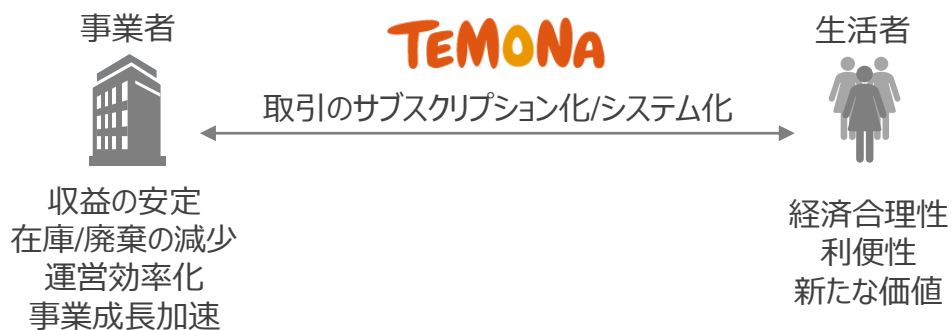 事業者
TEMONA
生活者
取引のサブスクリプション化/システム化
収益の安定
在庫/廃棄の減少
運営効率化
事業成長加速
経済合理性
利便性
新たな価値